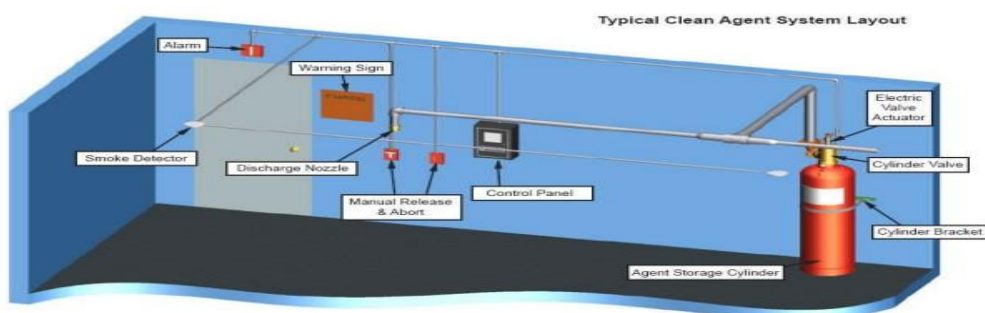 Typical Clean Agent System Layout
Alarm
Warning Sign
Electric
Valve
Actuator
Smoke Detector
Discharge Nozzle
Cylinder Valve
Manual Release
& Abort
Control Panel
Cylinder Bracket
Agent Storage Cylinder